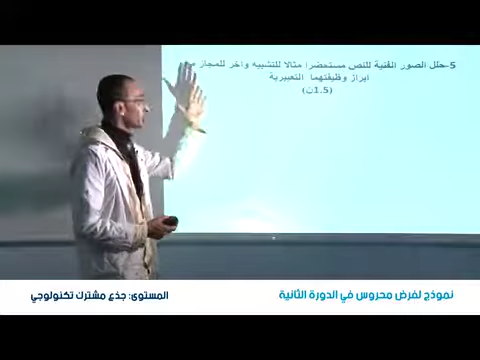 5-حلل الصور الفنية للنص مستحضرا مثالا للتشبيه وآخر للمجاز مع
ابراز وظيفتهما التعبيرية
(1.5ن)
نموذج لفرض محروس في الدورة الثانية
المستوى: جذع مشترك تكنولوجي